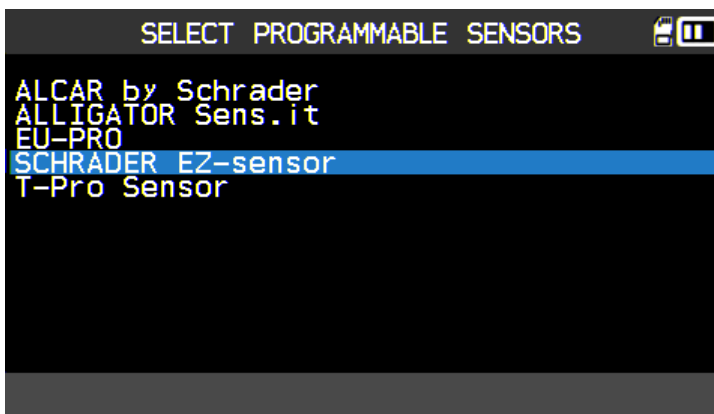 SELECT PROGRAMMABLE SENSORS
ALCAR by Schrader
ALLIGATOR Sens.it
EU-PRO
SCHRADER EZ-sensor
T-Pro Sensor